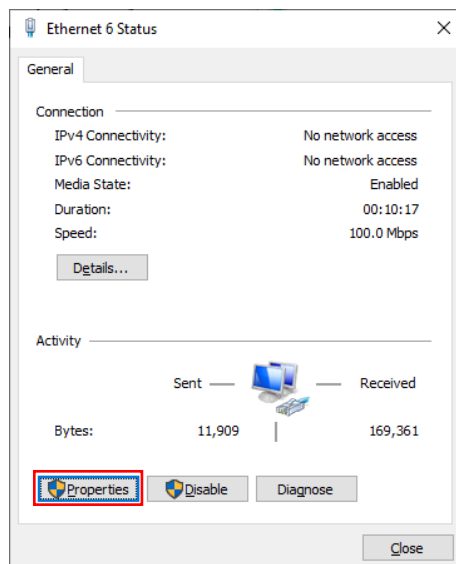 Ethernet 6 Status
General
Connection
IPv4 Connectivity: No network access
IPv6 Connectivity: No network access
Media State: Enabled
Duration: 00:10:17
Speed: 100.0 Mbps
Details...
Activity
Sent Received
Bytes: 11,909 169,361
Properties Disable Diagnose
Close